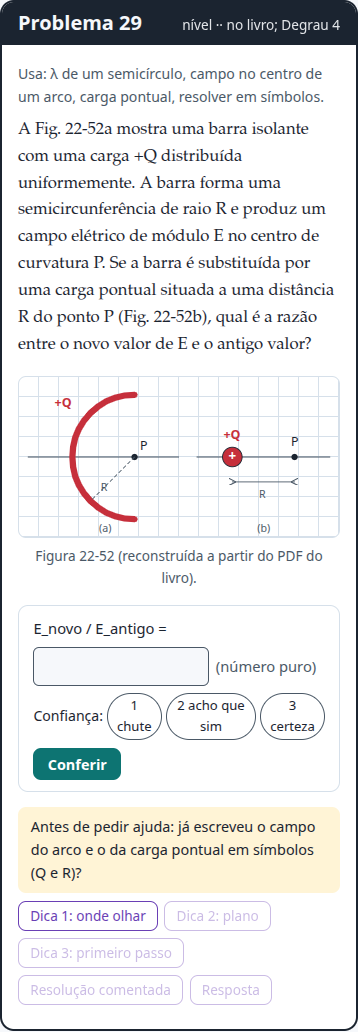 Problema 29
nível ·· no livro; Degrau 4
Usa: λ de um semicírculo, campo no centro de
um arco, carga pontual, resolver em símbolos.
A Fig. 22-52a mostra uma barra isolante
com uma carga +Q distribuída
uniformemente. A barra forma uma
semicircunferência de raio R e produz um
campo elétrico de módulo E no centro de
curvatura P. Se a barra é substituída por
uma carga pontual situada a uma distância
R do ponto P (Fig. 22-52b), qual é a razão
entre o novo valor de E e o antigo valor?
+Q
P
R
(a)
+Q
P
+
R
(b)
Figura 22-52 (reconstruída a partir do PDF do
livro).
E_novo / E_antigo =
(número puro)
Confiança:
1
chute
2 acho que
sim
3
certeza
Conferir
Antes de pedir ajuda: já escreveu o campo
do arco e o da carga pontual em símbolos
(Q e R)?
Dica 1: onde olhar
Dica 2: plano
Dica 3: primeiro passo
Resolução comentada
Resposta